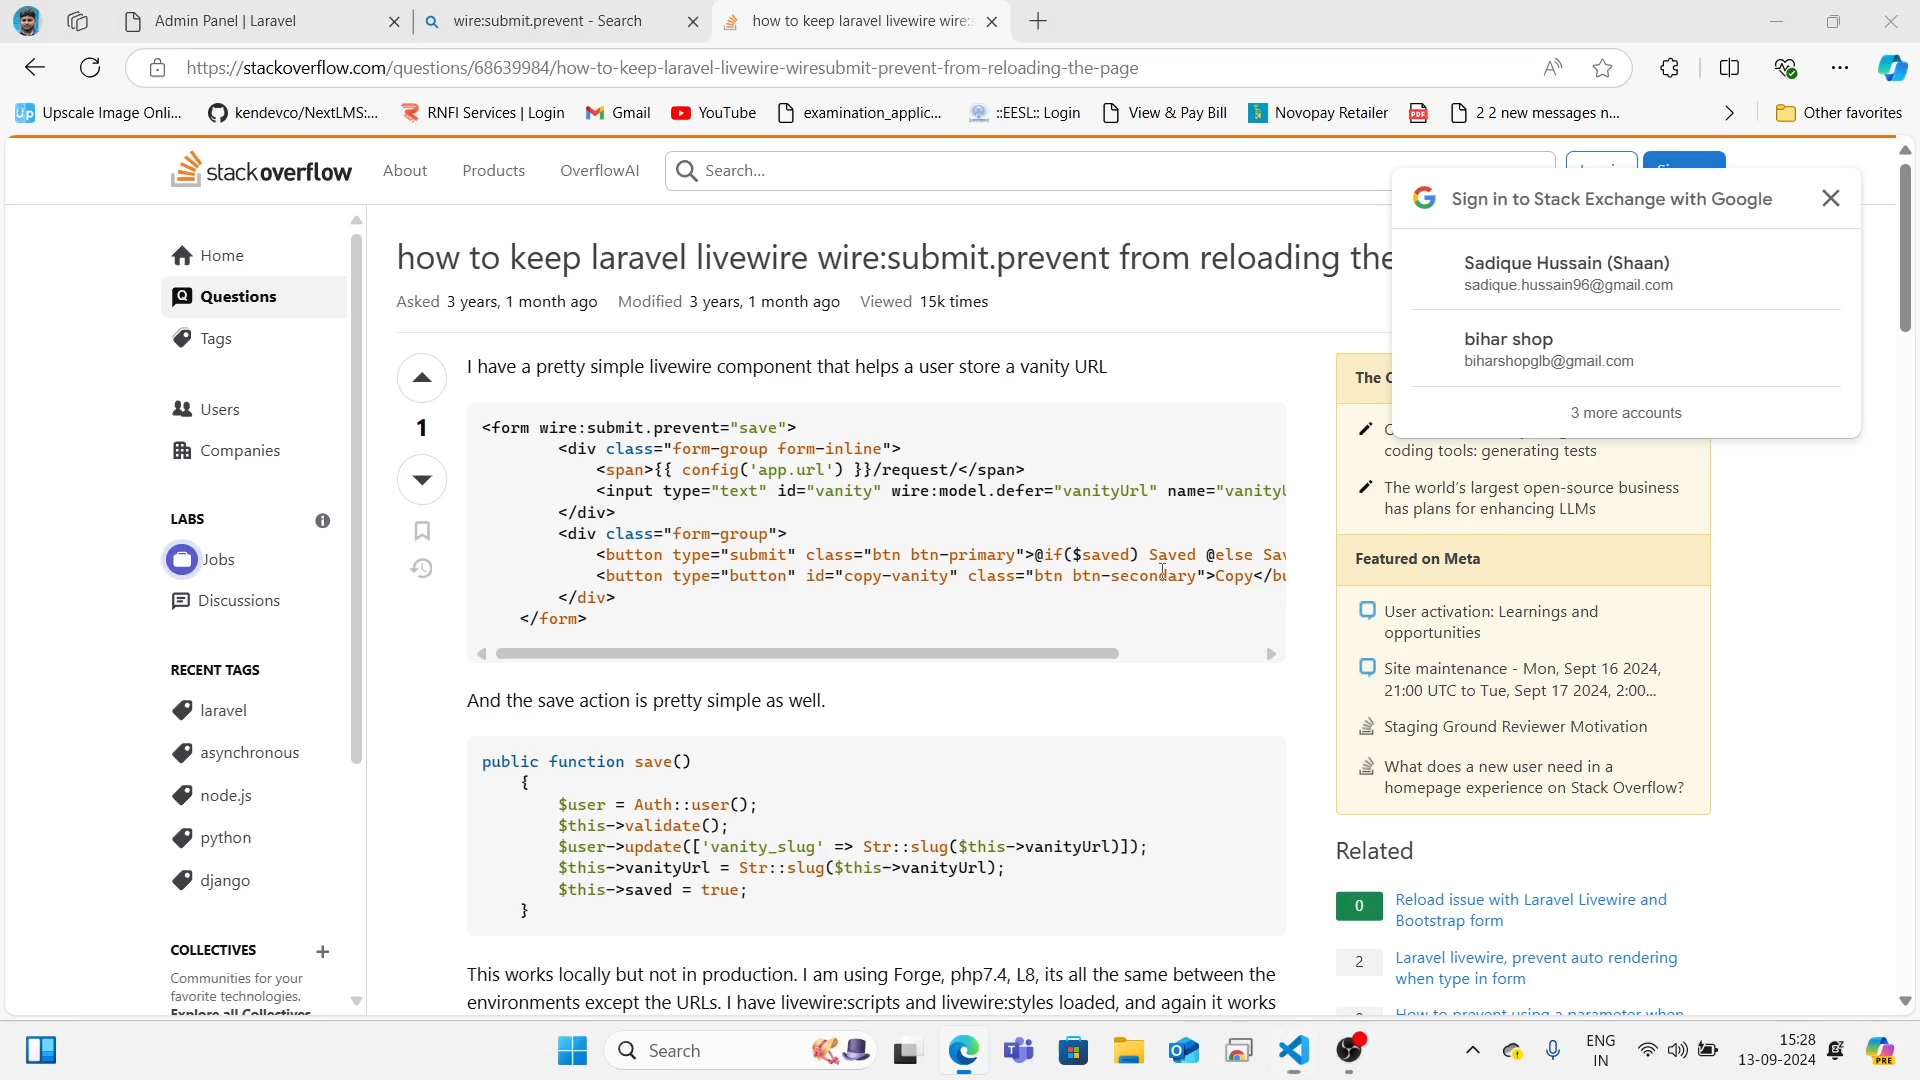 Admin Panel | Laravel
wire:submit.prevent - Search
how to keep laravel livewire wire:s
https://stackoverflow.com/questions/68639984/how-to-keep-laravel-livewire-wiresubmit-prevent-from-reloading-the-page
Upscale Image Onli...
kendevco/NextLMS:...
RNFI Services | Login
Gmail
YouTube
examination_applic...
::EESL:: Login
View & Pay Bill
Novopay Retailer
2 2 new messages n...
Other favorites
stackoverflow
About
Products
OverflowAI
Search...
Sign in to Stack Exchange with Google
Sadique Hussain (Shaan)
sadique.hussain96@gmail.com
bihar shop
biharshopglb@gmail.com
3 more accounts
Home
Questions
Tags
Users
Companies
LABS
Jobs
Discussions
RECENT TAGS
laravel
asynchronous
node.js
python
django
COLLECTIVES
Communities for your
favorite technologies.
Explore all Collectives
how to keep laravel livewire wire:submit.prevent from reloading the
Asked 3 years, 1 month ago Modified 3 years, 1 month ago Viewed 15k times
1
I have a pretty simple livewire component that helps a user store a vanity URL
<form wire:submit.prevent="save">
<div class="form-group form-inline">
<span>{{ config('app.url') }}/request/</span>
<input type="text" id="vanity" wire:model.defer="vanityUrl" name="vanityU
</div>
<div class="form-group">
<button type="submit" class="btn btn-primary">@if($saved) Saved @else Sav
<button type="button" id="copy-vanity" class="btn btn-secondary">Copy</bu
</div>
</form>
And the save action is pretty simple as well.
public function save()
{
$user = Auth::user();
$this->validate();
$user->update(['vanity_slug' => Str::slug($this->vanityUrl)]);
$this->vanityUrl = Str::slug($this->vanityUrl);
$this->saved = true;
}
This works locally but not in production. I am using Forge, php7.4, L8, its all the same between the
environments except the URLs. I have livewire:scripts and livewire:styles loaded, and again it works
The
coding tools: generating tests
The world's largest open-source business
has plans for enhancing LLMs
Featured on Meta
User activation: Learnings and
opportunities
Site maintenance - Mon, Sept 16 2024,
21:00 UTC to Tue, Sept 17 2024, 2:00...
Staging Ground Reviewer Motivation
What does a new user need in a
homepage experience on Stack Overflow?
Related
0
Reload issue with Laravel Livewire and
Bootstrap form
2
Laravel livewire, prevent auto rendering
when type in form
How to prevent using a parameter when
Search
ENG
IN
15:28
13-09-2024
PRE